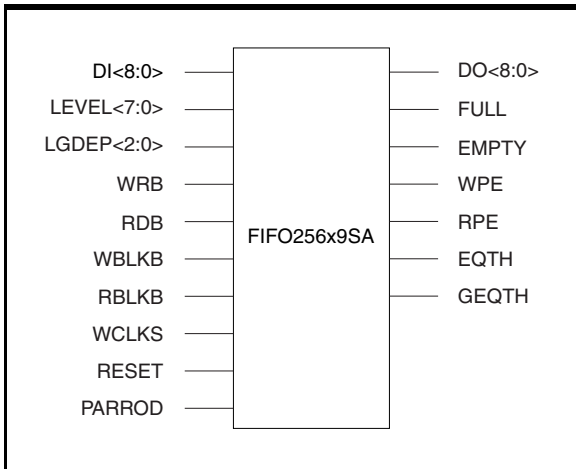 DI<8:0>
LEVEL<7:0>
LGDEP<2:0>
WRB
RDB
WBLKB
RBLKB
WCLKS
RESET
PARROD
FIFO256x9SA
DO<8:0>
FULL
EMPTY
WPE
RPE
EQTH
GEQTH